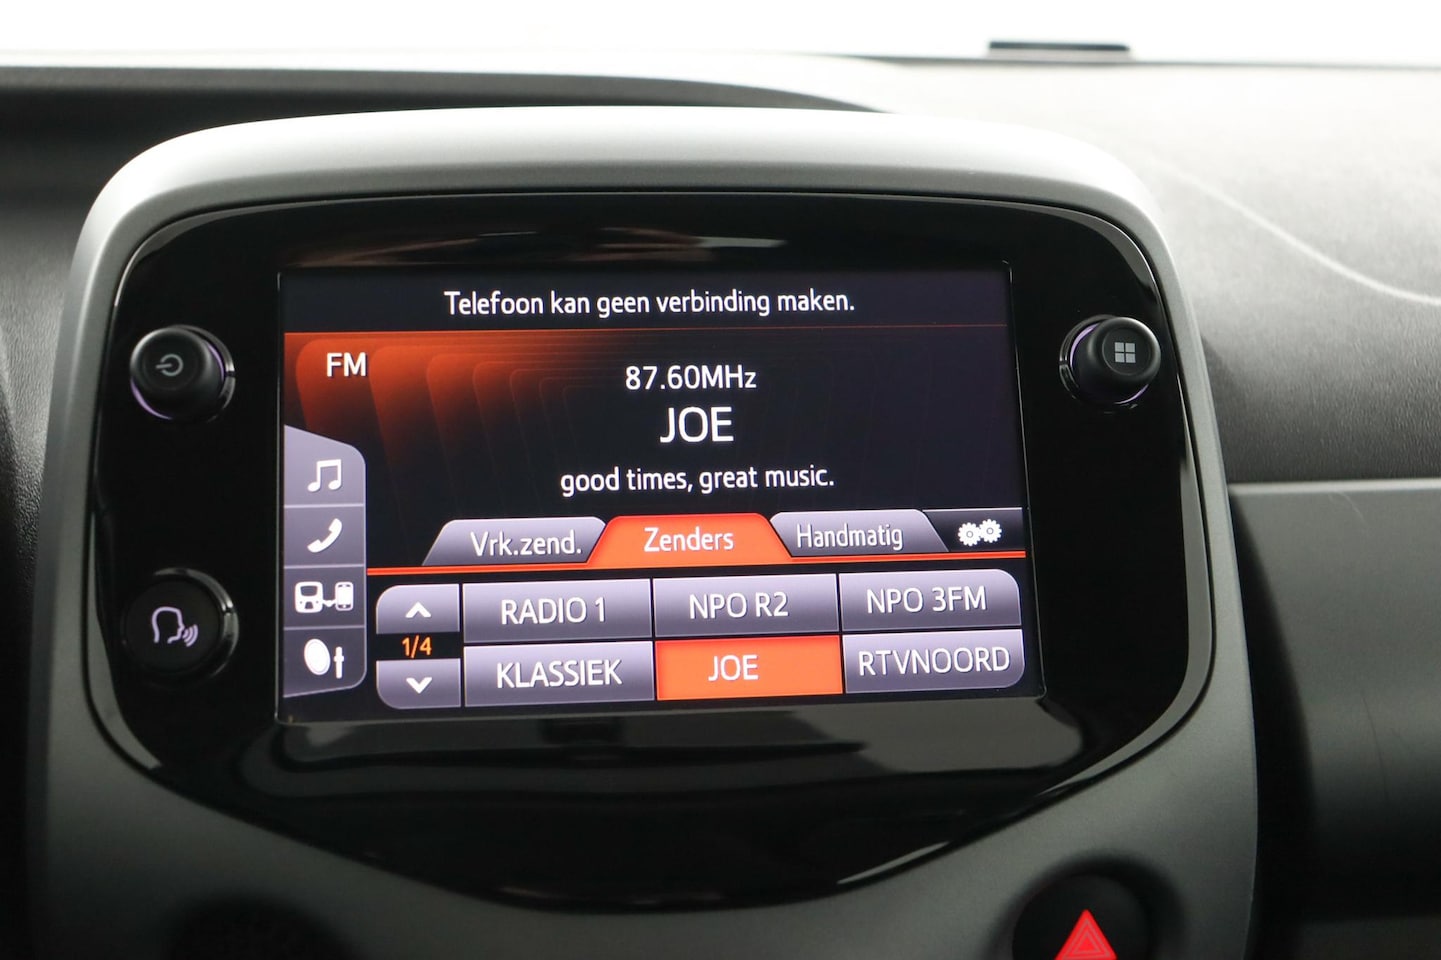 Telefoon kan geen verbinding maken.
FM
87.60MHz
JOE
good times, great music.
Vrk.zend. Zenders Handmatig
RADIO 1 NPO R2 NPO 3FM
1/4
KLASSIEK JOE RTVNOORD